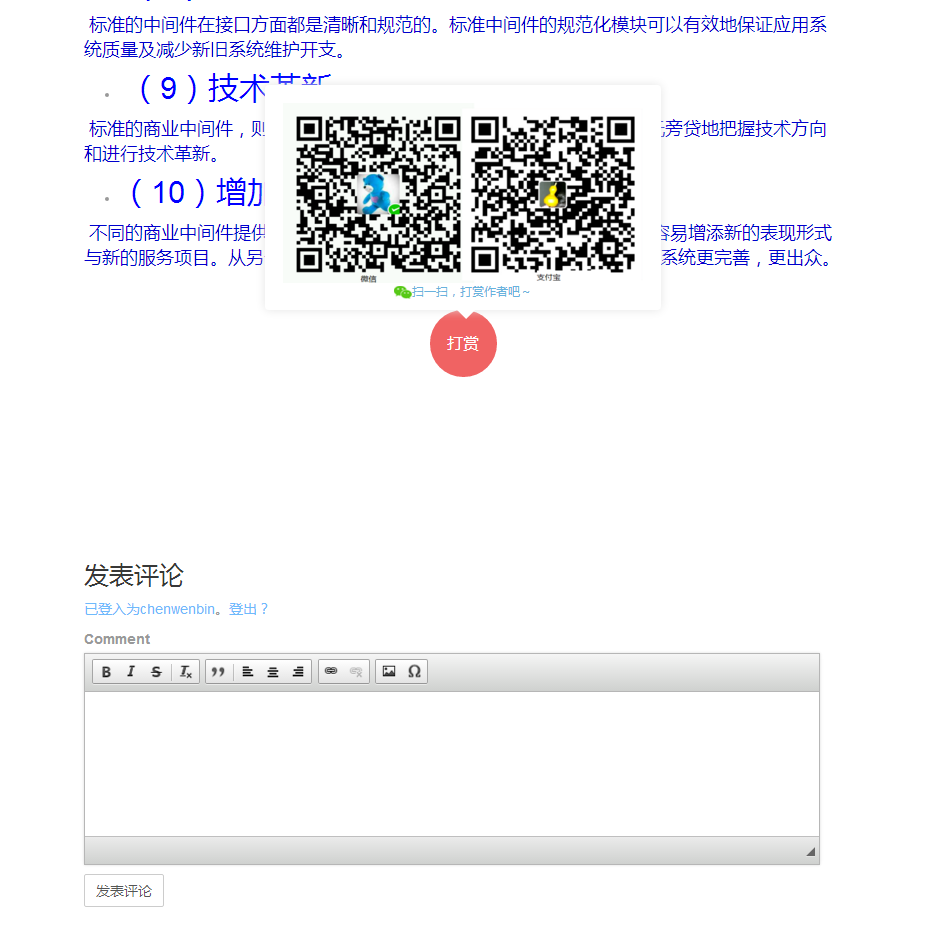 标准的中间件在接口方面都是清晰和规范的。标准中间件的规范化模块可以有效地保证应用系
统质量及减少新旧系统维护开支。
（9）技术革新
标准的商业中间件，则 旁贷地把握技术方向
和进行技术革新。
（10）增加
不同的商业中间件提供 容易增添新的表现形式
与新的服务项目。从另 系统更完善，更出众。
微信 支付宝
扫一扫，打赏作者吧～
打赏
发表评论
已登入为chenwenbin。登出？
Comment
发表评论